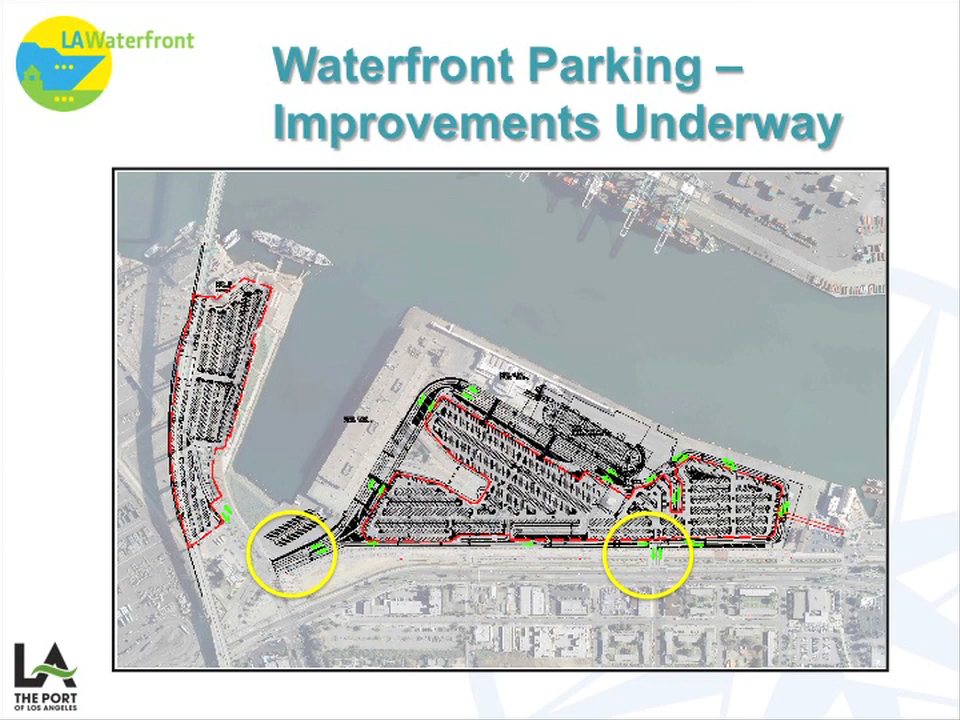 LAWaterfront
Waterfront Parking –
Improvements Underway
LA
THE PORT
OF LOS ANGELES